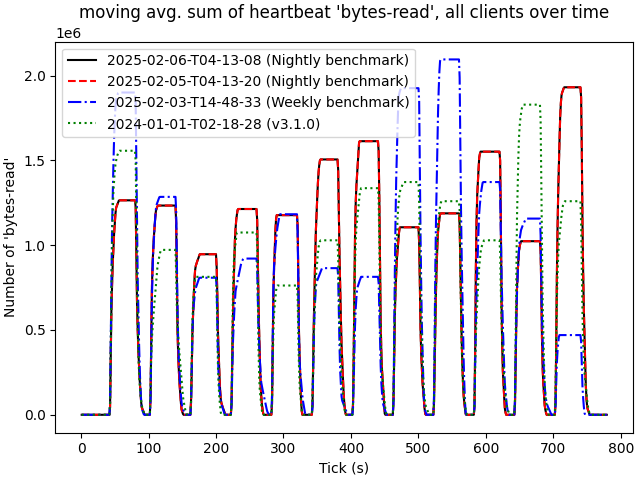 moving avg. sum of heartbeat 'bytes-read', all clients over time
1e6
2025-02-06-T04-13-08 (Nightly benchmark)
2025-02-05-T04-13-20 (Nightly benchmark)
2025-02-03-T14-48-33 (Weekly benchmark)
2024-01-01-T02-18-28 (v3.1.0)
2.0
1.5
1.0
0.5
0.0
Number of 'bytes-read'
0 100 200 300 400 500 600 700 800
Tick (s)